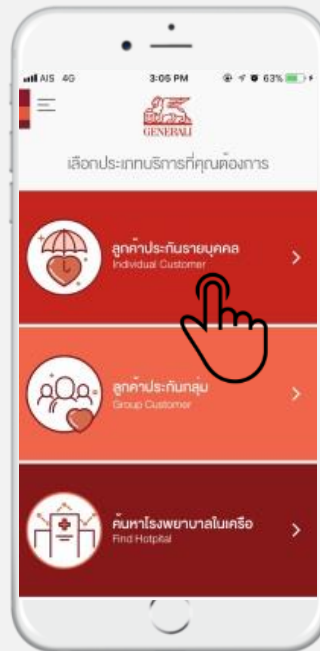 AIS 4G 3:05 PM 63%
GENERALI
เลือกประเภทบริการที่คุณต้องการ
ลูกค้าประกันรายบุคคล
Individual Customer
ลูกค้าประกันกลุ่ม
Group Customer
ค้นหาโรงพยาบาลในเครือ
Find Hotpital